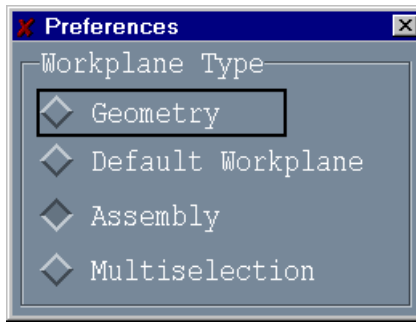 Preferences
Workplane Type
Geometry
Default Workplane
Assembly
Multiselection